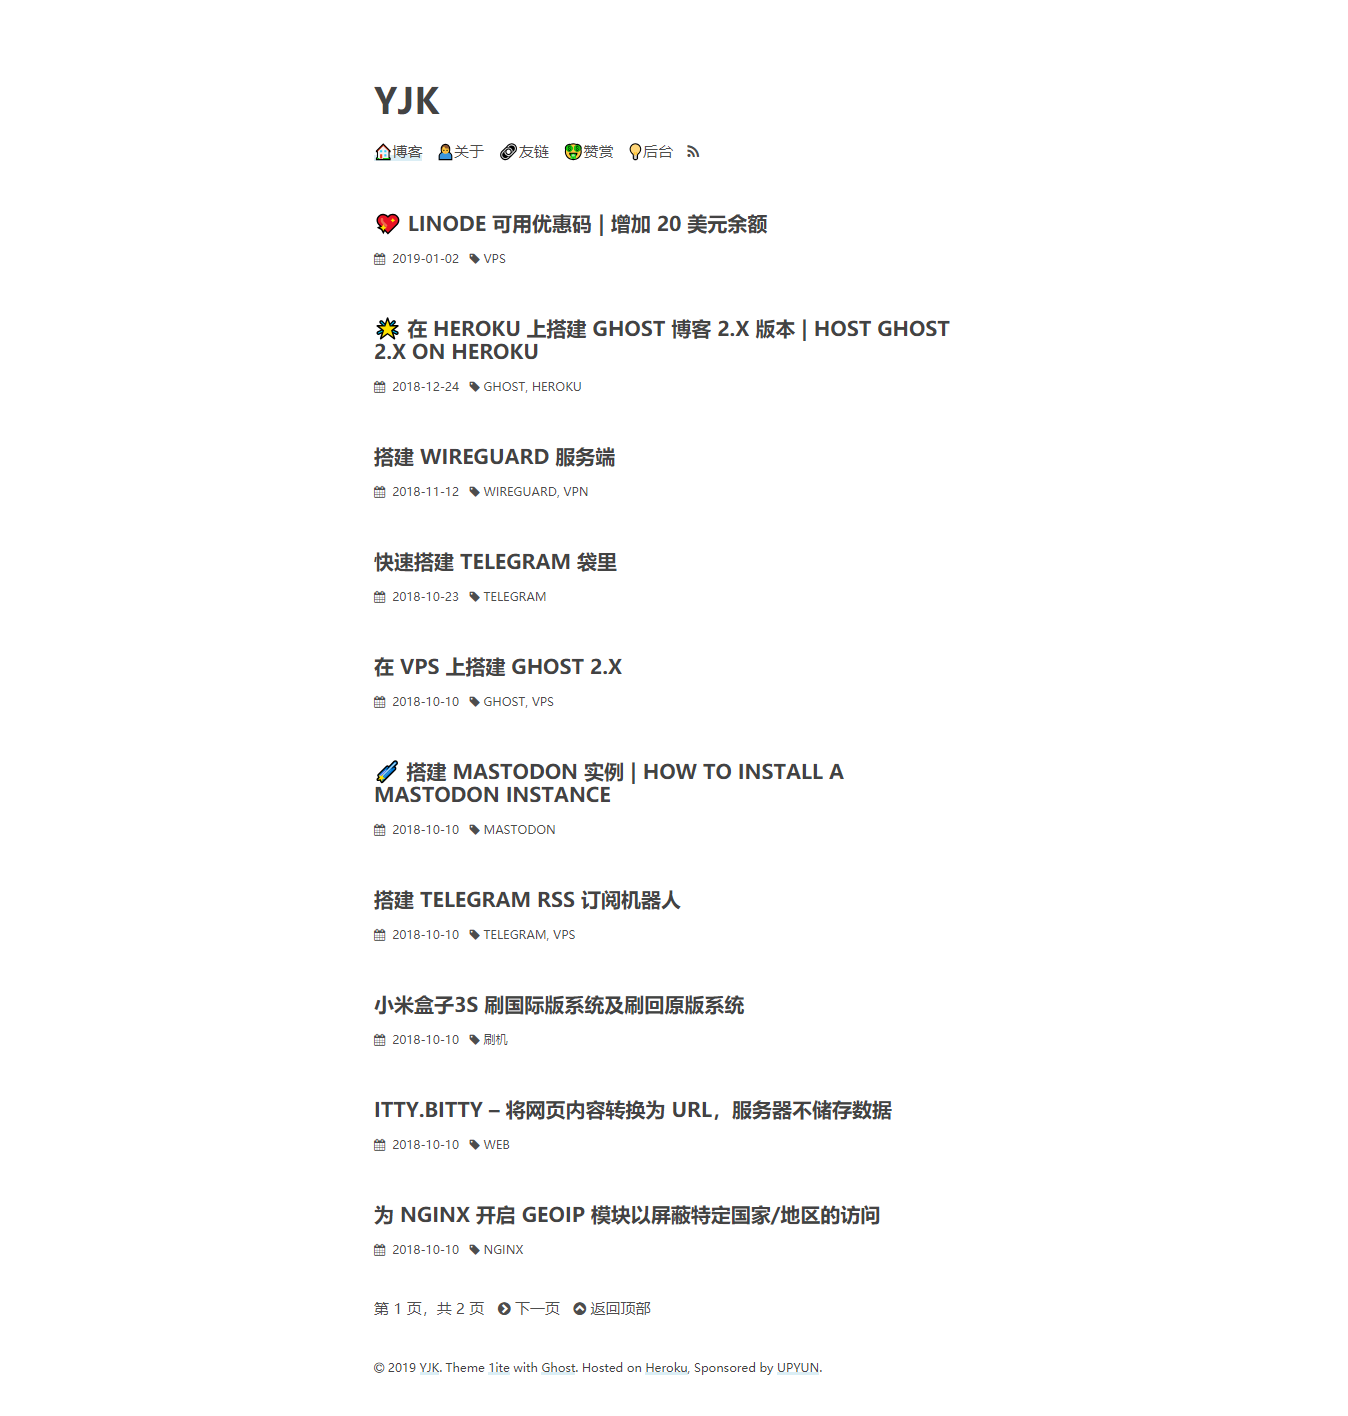 YJK
博客 关于 友链 赞赏 后台
LINODE 可用优惠码 | 增加 20 美元余额
2019-01-02 VPS
在 HEROKU 上搭建 GHOST 博客 2.X 版本 | HOST GHOST
2.X ON HEROKU
2018-12-24 GHOST, HEROKU
搭建 WIREGUARD 服务端
2018-11-12 WIREGUARD, VPN
快速搭建 TELEGRAM 袋里
2018-10-23 TELEGRAM
在 VPS 上搭建 GHOST 2.X
2018-10-10 GHOST, VPS
搭建 MASTODON 实例 | HOW TO INSTALL A
MASTODON INSTANCE
2018-10-10 MASTODON
搭建 TELEGRAM RSS 订阅机器人
2018-10-10 TELEGRAM, VPS
小米盒子3S 刷国际版系统及刷回原版系统
2018-10-10 刷机
ITTY.BITTY – 将网页内容转换为 URL，服务器不储存数据
2018-10-10 WEB
为 NGINX 开启 GEOIP 模块以屏蔽特定国家/地区的访问
2018-10-10 NGINX
第 1 页，共 2 页 下一页 返回顶部
© 2019 YJK. Theme 1ite with Ghost. Hosted on Heroku, Sponsored by UPYUN.